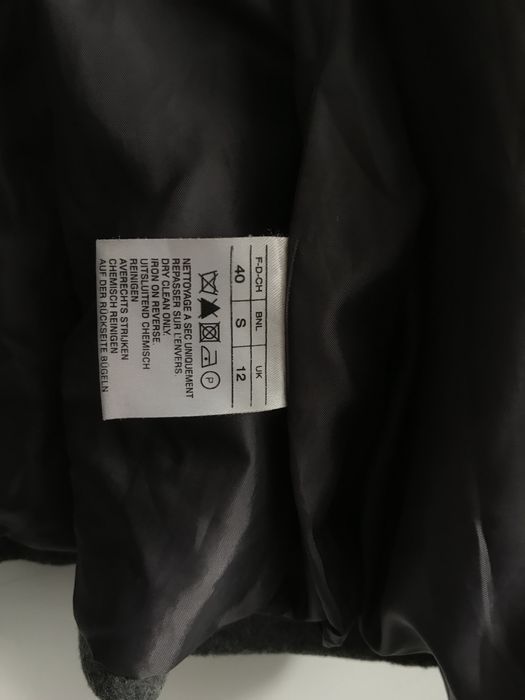 F-D-CH BNL UK
40 S 12
P
NETTOYAGE A SEC UNIQUEMENT
REPASSER SUR L'ENVERS
DRY CLEAN ONLY.
IRON ON REVERSE
UITSLUITEND CHEMISCH
REINIGEN
AVERECHTS STRIJKEN
CHEMISCH REINIGEN
AUF DER RÜCKSEITE BÜGELN